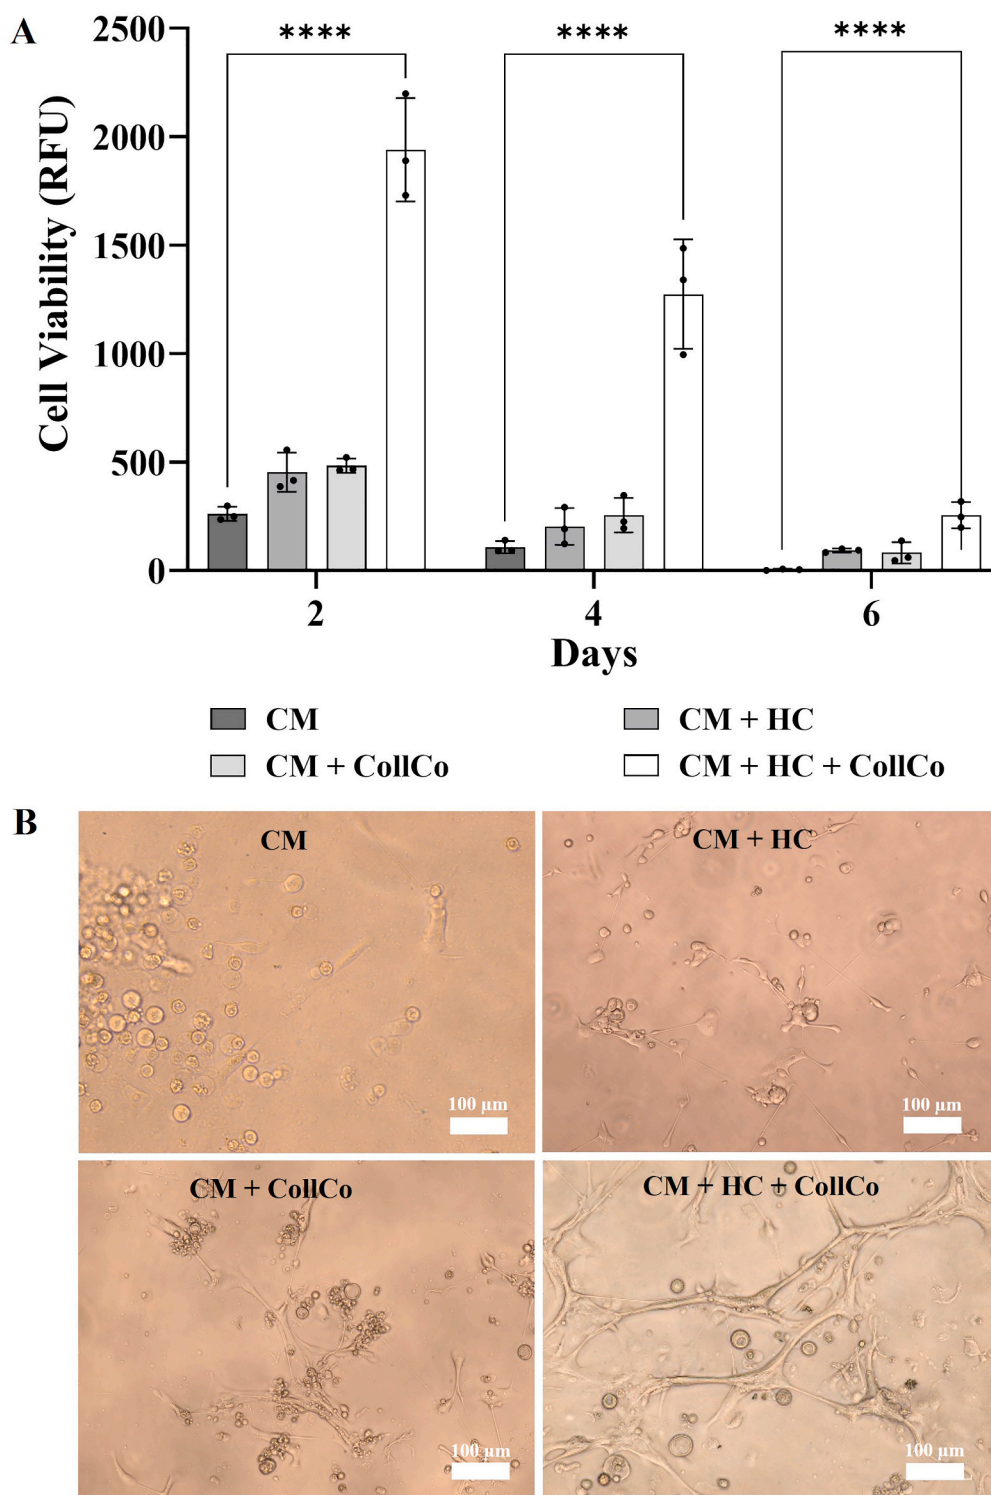 A
2500
2000
1500
1000
500
0
Cell Viability (RFU)
****
****
****
2
4
6
Days
CM
CM + HC
CM + CollCo
CM + HC + CollCo
B
CM
100 µm
CM + HC
100 µm
CM + CollCo
100 µm
CM + HC + CollCo
100 µm